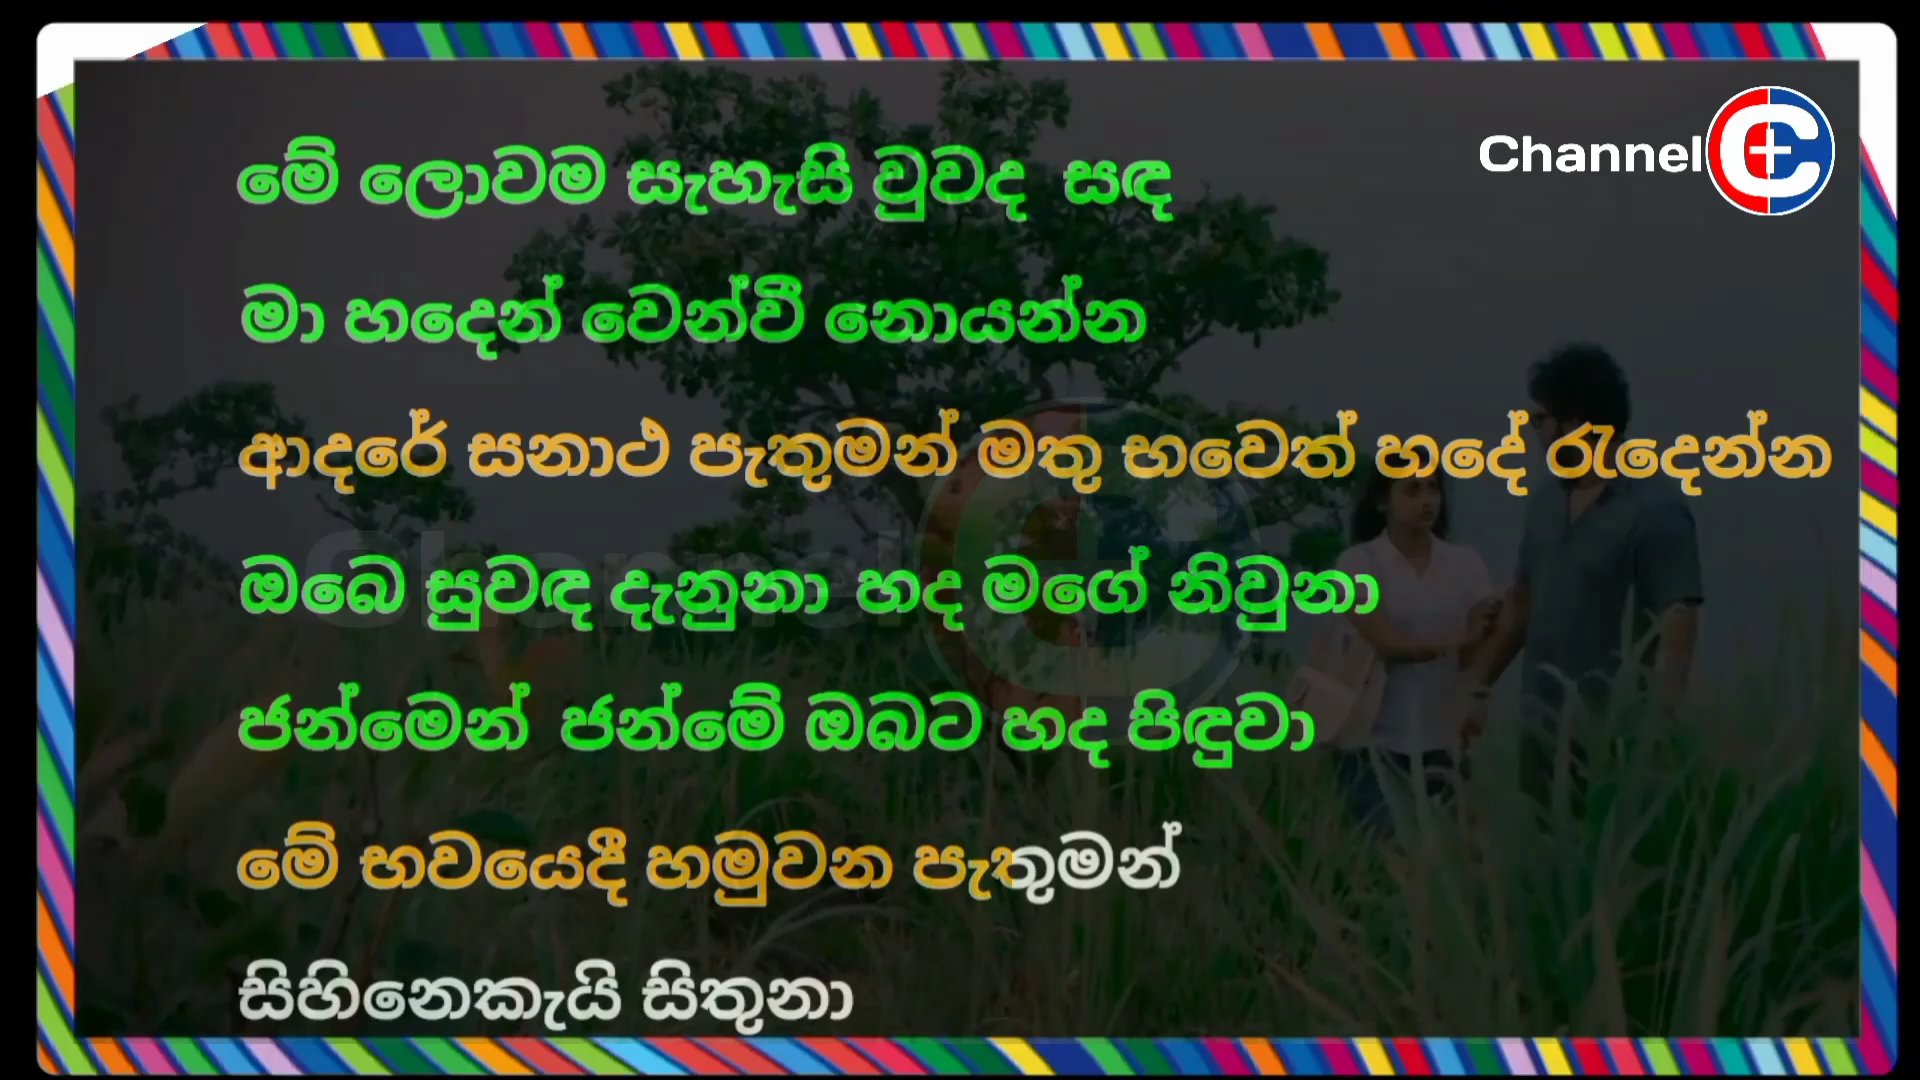 Channel C
මේ ලොවම සැහැසි වුවද සඳ
මා හදෙන් වෙන්වී නොයන්න
ආදරේ සනාථ පැතුමන් මතු භවෙත් හදේ රැදෙන්න
ඔබෙ සුවඳ දැනුනා හද මගේ නිවුනා
ජන්මෙන් ජන්මේ ඔබට හද පිඳුවා
මේ භවයෙදී හමුවන පැතුමන්
සිහිනෙකැයි සිතුනා
Channel